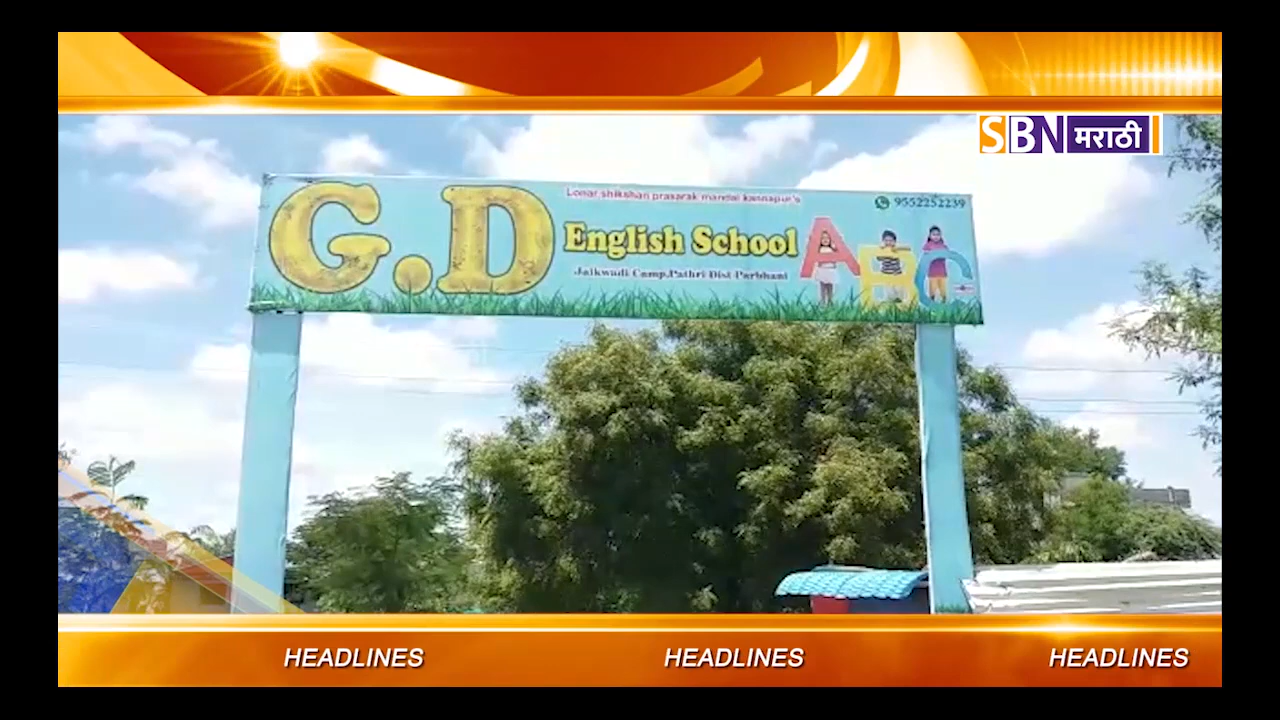 SBN मराठी
Lonar shikshan prasarak mandal kannapur's
9552252239
G.D
English School
ABC
Jaikwadi Camp,Pathri Dist Parbhani
HEADLINES HEADLINES HEADLINES